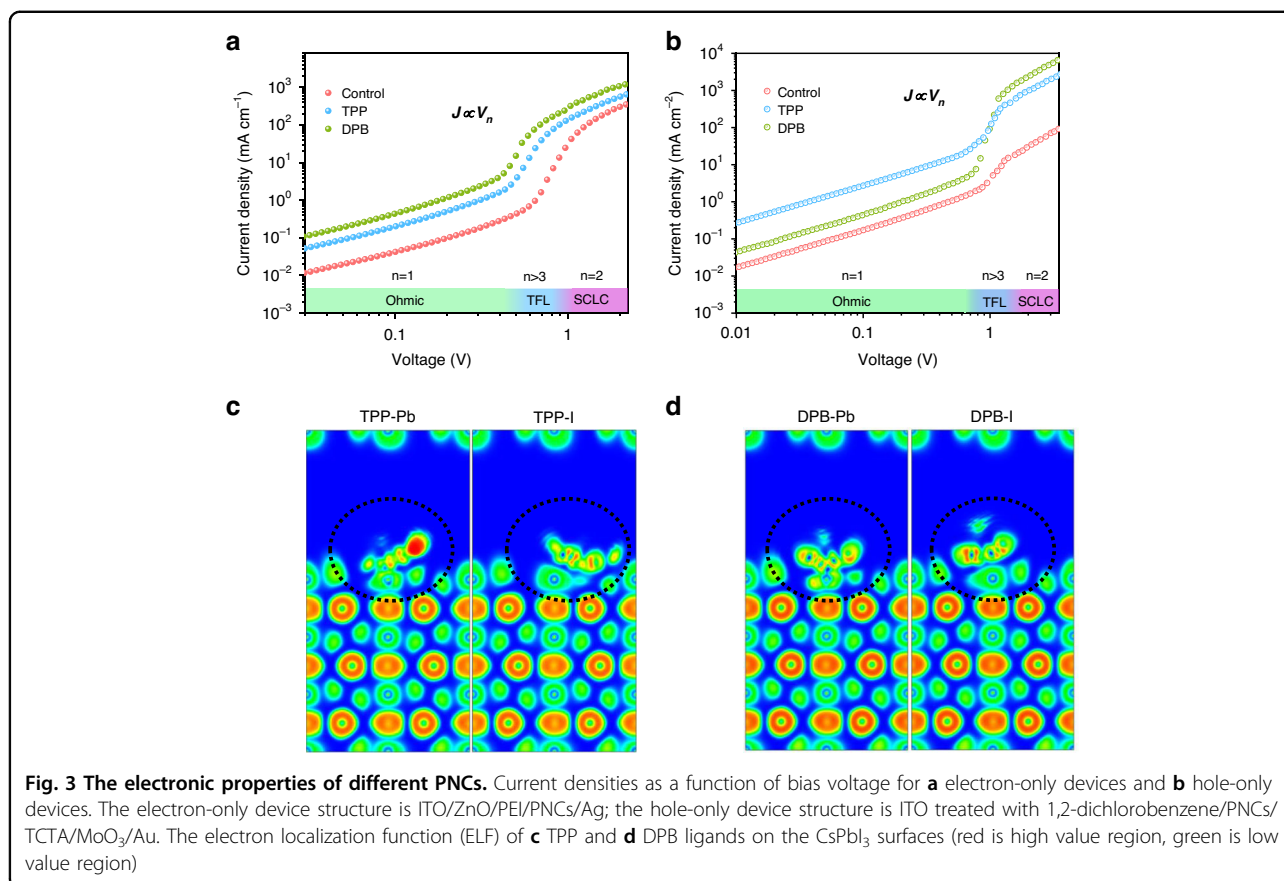 a
Current density (mA cm⁻¹)
10³
10²
10¹
10⁰
10⁻¹
10⁻²
10⁻³
Control
TPP
DPB
J∝Vₙ
n=1
n>3
n=2
Ohmic
TFL
SCLC
0.1
1
Voltage (V)
b
Current density (mA cm⁻²)
10⁴
10³
10²
10¹
10⁰
10⁻¹
10⁻²
10⁻³
Control
TPP
DPB
J∝Vₙ
n=1
n>3
n=2
Ohmic
TFL
SCLC
0.01
0.1
1
Voltage (V)
c
TPP-Pb
TPP-I
d
DPB-Pb
DPB-I
Fig. 3 The electronic properties of different PNCs. Current densities as a function of bias voltage for a electron-only devices and b hole-only
devices. The electron-only device structure is ITO/ZnO/PEI/PNCs/Ag; the hole-only device structure is ITO treated with 1,2-dichlorobenzene/PNCs/
TCTA/MoO₃/Au. The electron localization function (ELF) of c TPP and d DPB ligands on the CsPbI₃ surfaces (red is high value region, green is low
value region)